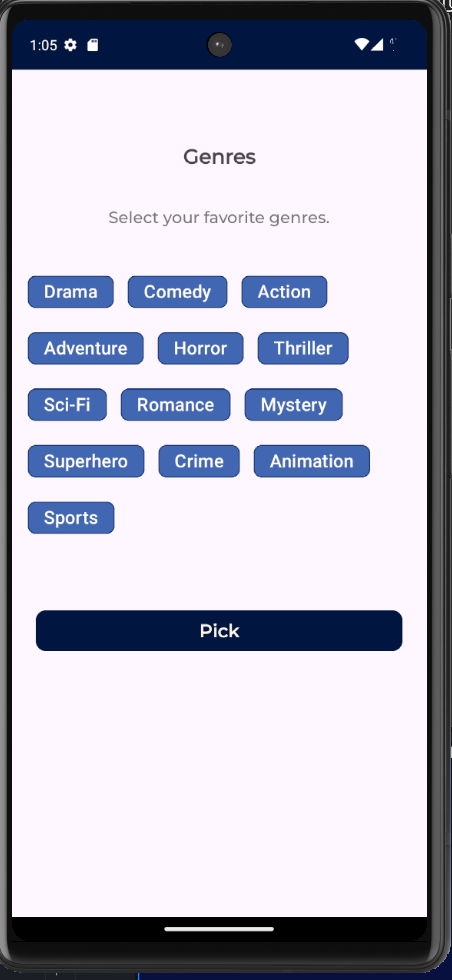 1:05
Genres
Select your favorite genres.
Drama Comedy Action
Adventure Horror Thriller
Sci-Fi Romance Mystery
Superhero Crime Animation
Sports
Pick